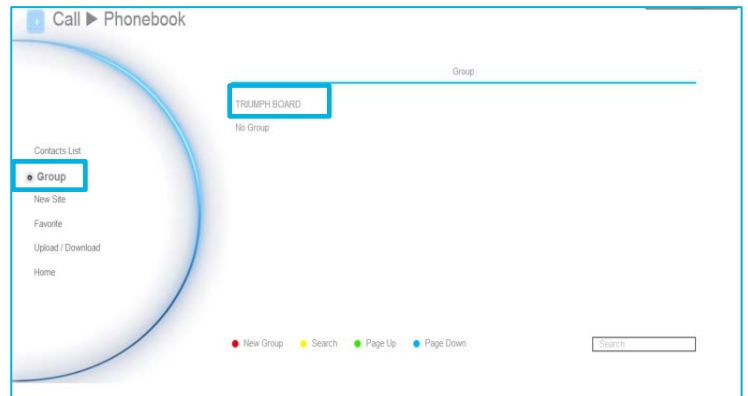 Call ▶ Phonebook
Group
TRIUMPH BOARD
No Group
Contacts List
Group
New Site
Favorite
Upload / Download
Home
New Group Search Page Up Page Down Search